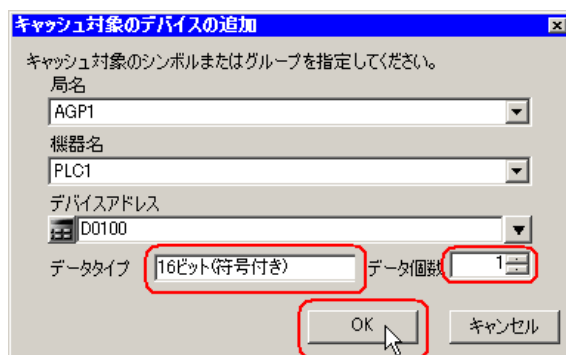 キャッシュ対象のデバイスの追加
キャッシュ対象のシンボルまたはグループを指定してください。
局名
AGP1
機器名
PLC1
デバイスアドレス
D0100
データタイプ 16ビット(符号付き) データ個数 1
OK キャンセル